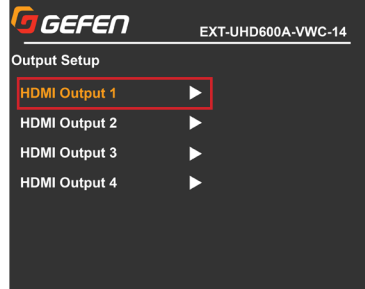 GEFEN
EXT-UHD600A-VWC-14
Output Setup
HDMI Output 1
HDMI Output 2
HDMI Output 3
HDMI Output 4